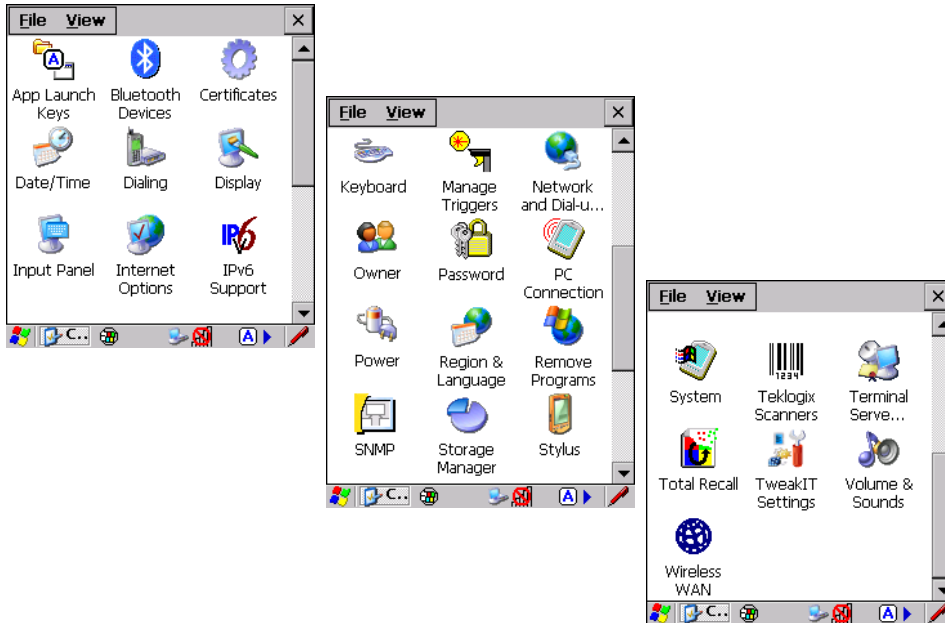 File View
App Launch Keys
Bluetooth Devices
Certificates
Date/Time
Dialing
Display
Input Panel
Internet Options
IPv6 Support
C..
A
File View
Keyboard
Manage Triggers
Network and Dial-u...
Owner
Password
PC Connection
Power
Region & Language
Remove Programs
SNMP
Storage Manager
Stylus
C..
A
File View
System
Teklogix Scanners
Terminal Serve...
Total Recall
TweakIT Settings
Volume & Sounds
Wireless WAN
C..
A